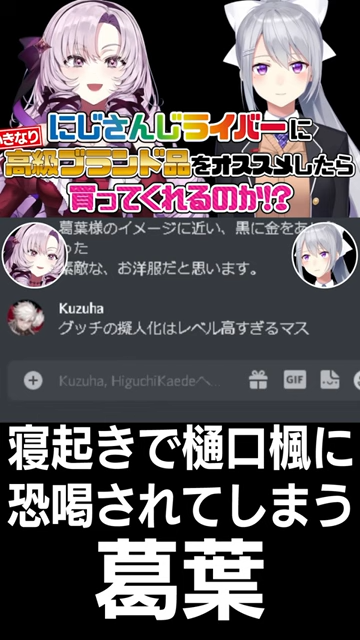 いきなり
にじさんじライバーに
高級ブランド品をオススメしたら
買ってくれるのか!?
葛葉様のイメージに近い、黒に金をあ
った
素敵な、お洋服だと思います。
Kuzuha
グッチの擬人化はレベル高すぎるマス
Kuzuha, HiguchiKaedeへ...
GIF
寝起きで樋口楓に
恐喝されてしまう
葛葉